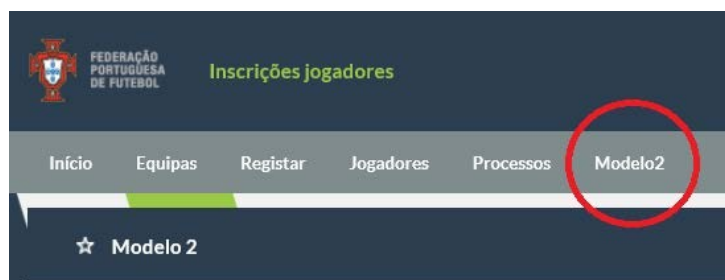 FEDERAÇÃO
PORTUGUESA
DE FUTEBOL
Inscrições jogadores
Início Equipas Registar Jogadores Processos Modelo2
Modelo 2